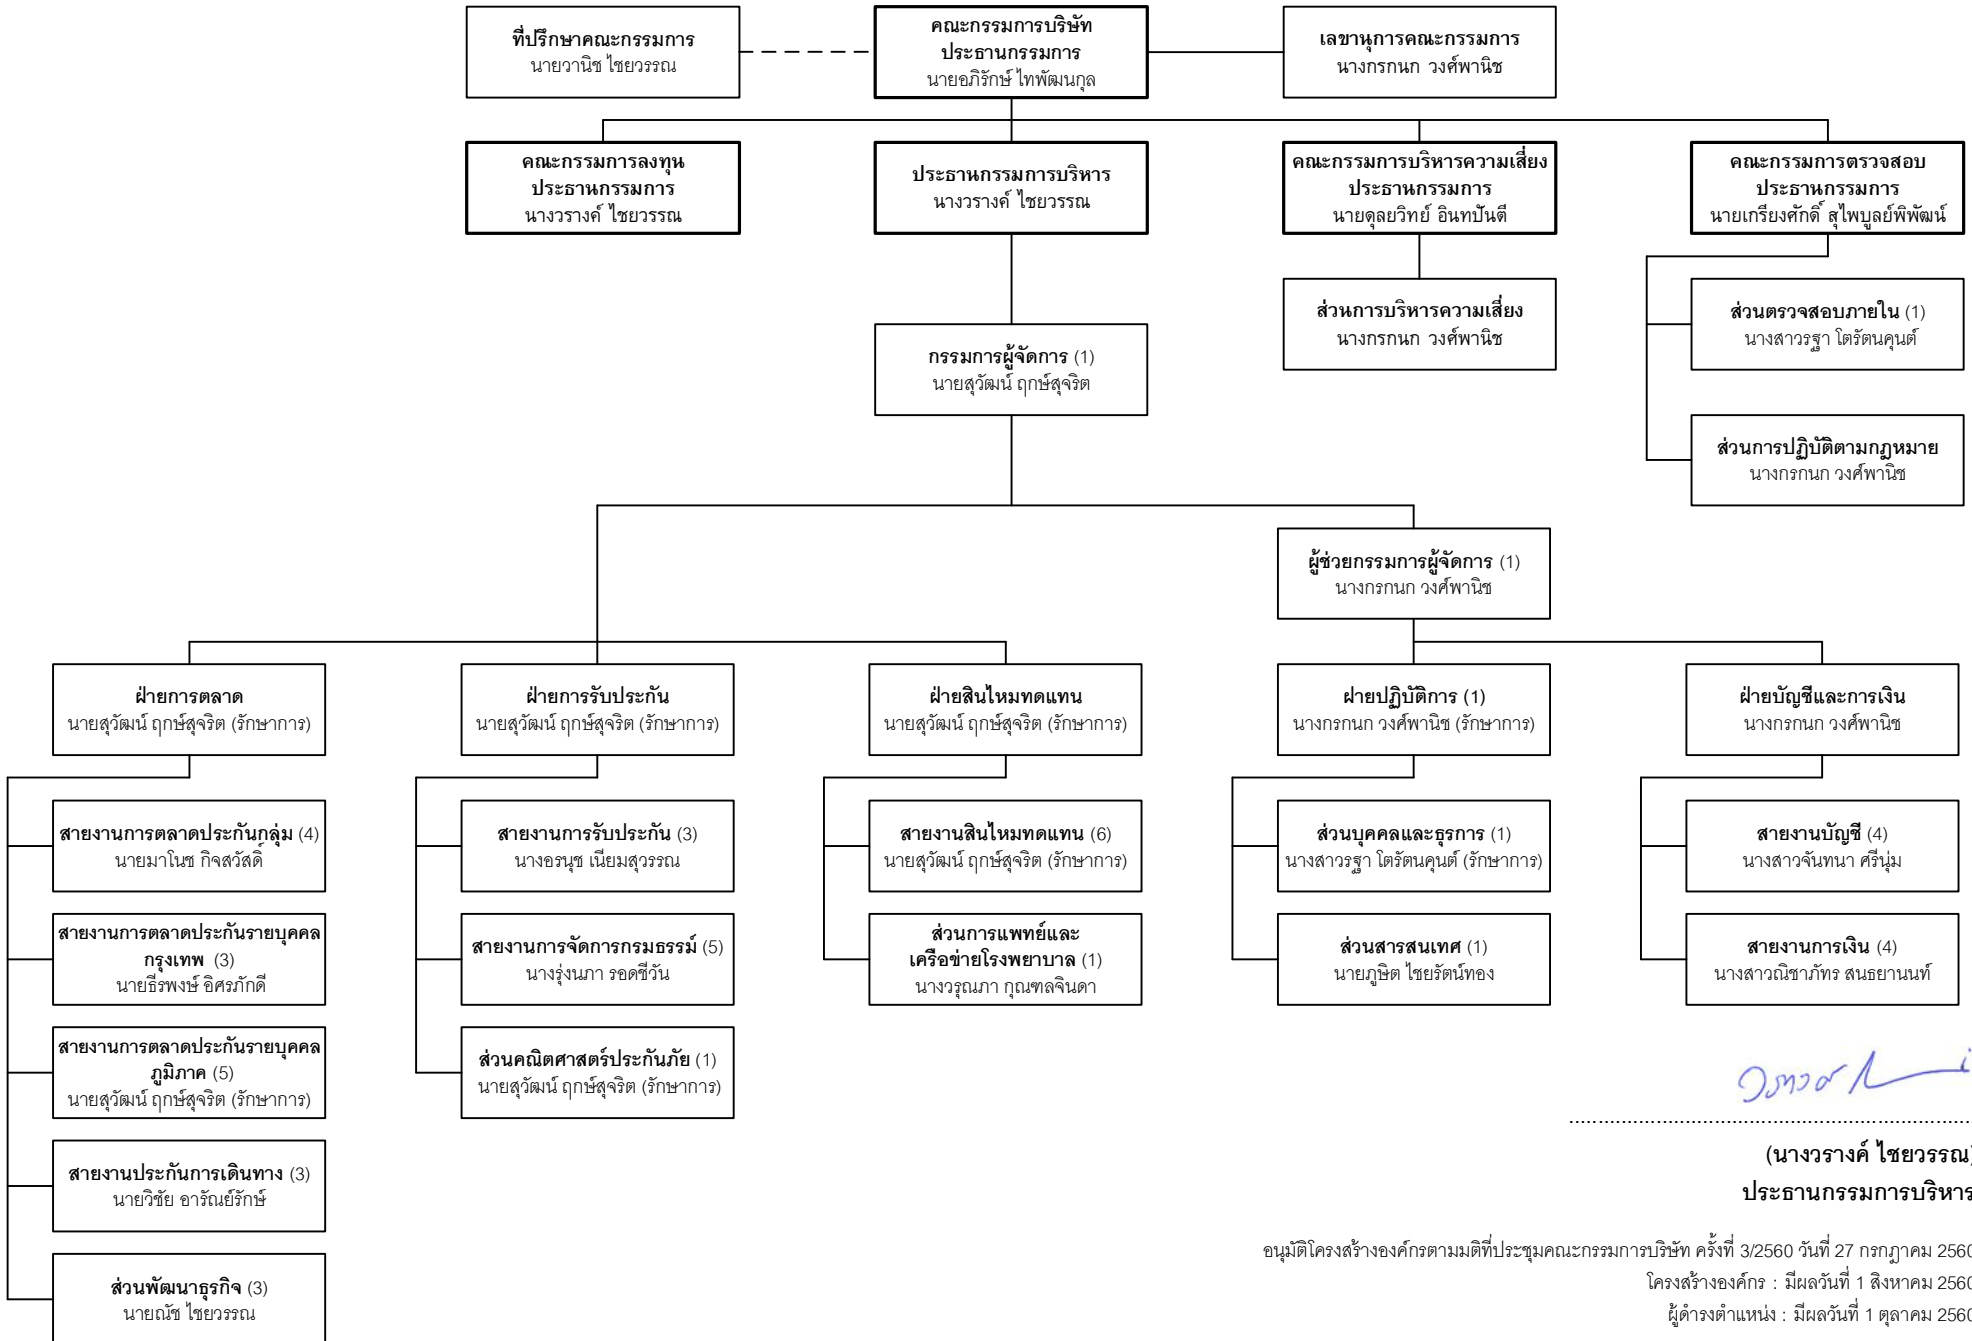 ที่ปรึกษาคณะกรรมการ
นายวานิช ไชยวรรณ
คณะกรรมการบริษัท
ประธานกรรมการ
นายอภิรักษ์ ไทพัฒนกุล
เลขานุการคณะกรรมการ
นางกรกนก วงศ์พานิช
คณะกรรมการลงทุน
ประธานกรรมการ
นางวรางค์ ไชยวรรณ
ประธานกรรมการบริหาร
นางวรางค์ ไชยวรรณ
คณะกรรมการบริหารความเสี่ยง
ประธานกรรมการ
นายดุลยวิทย์ อินทปันตี
คณะกรรมการตรวจสอบ
ประธานกรรมการ
นายเกรียงศักดิ์ สุไพบูลย์พิพัฒน์
ส่วนการบริหารความเสี่ยง
นางกรกนก วงศ์พานิช
ส่วนตรวจสอบภายใน (1)
นางสาววรฐา โตรัตนคุนต์
กรรมการผู้จัดการ (1)
นายสุวัฒน์ ฤกษ์สุจริต
ส่วนการปฏิบัติตามกฎหมาย
นางกรกนก วงศ์พานิช
ผู้ช่วยกรรมการผู้จัดการ (1)
นางกรกนก วงศ์พานิช
ฝ่ายการตลาด
นายสุวัฒน์ ฤกษ์สุจริต (รักษาการ)
ฝ่ายการรับประกัน
นายสุวัฒน์ ฤกษ์สุจริต (รักษาการ)
ฝ่ายสินไหมทดแทน
นายสุวัฒน์ ฤกษ์สุจริต (รักษาการ)
ฝ่ายปฏิบัติการ (1)
นางกรกนก วงศ์พานิช (รักษาการ)
ฝ่ายบัญชีและการเงิน
นางกรกนก วงศ์พานิช
สายงานการตลาดประกันกลุ่ม (4)
นายมาโนช กิจสวัสดิ์
สายงานการตลาดประกันรายบุคคล
กรุงเทพ (3)
นายธีรพงษ์ อิศรภักดี
สายงานการตลาดประกันรายบุคคล
ภูมิภาค (5)
นายสุวัฒน์ ฤกษ์สุจริต (รักษาการ)
สายงานประกันการเดินทาง (3)
นายวิชัย อารัณย์รักษ์
ส่วนพัฒนาธุรกิจ (3)
นายณัช ไชยวรรณ
สายงานการรับประกัน (3)
นางอรนุช เนียมสุวรรณ
สายงานการจัดการกรมธรรม์ (5)
นางรุ่งนภา รอดชีวัน
ส่วนคณิตศาสตร์ประกันภัย (1)
นายสุวัฒน์ ฤกษ์สุจริต (รักษาการ)
สายงานสินไหมทดแทน (6)
นายสุวัฒน์ ฤกษ์สุจริต (รักษาการ)
ส่วนการแพทย์และ
เครือข่ายโรงพยาบาล (1)
นางวรุณภา กุณฑลจินดา
ส่วนบุคคลและธุรการ (1)
นางสาววรฐา โตรัตนคุนต์ (รักษาการ)
ส่วนสารสนเทศ (1)
นายภูษิต ไชยรัตน์ทอง
สายงานบัญชี (4)
นางสาวจันทนา ศรีนุ่ม
สายงานการเงิน (4)
นางสาวณิชาภัทร สนธยานนท์
(นางวรางค์ ไชยวรรณ)
ประธานกรรมการบริหาร
อนุมัติโครงสร้างองค์กรตามมติที่ประชุมคณะกรรมการบริษัท ครั้งที่ 3/2560 วันที่ 27 กรกฎาคม 2560
โครงสร้างองค์กร : มีผลวันที่ 1 สิงหาคม 2560
ผู้ดำรงตำแหน่ง : มีผลวันที่ 1 ตุลาคม 2560